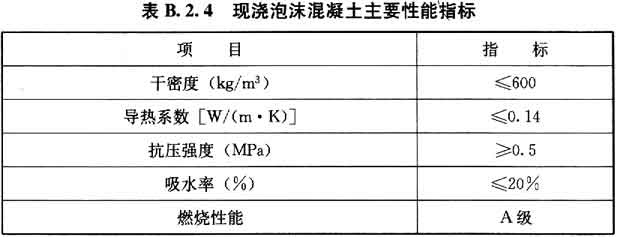 表 B.2.4 现浇泡沫混凝土主要性能指标
项 目 指 标
干密度（kg/m³） ≤600
导热系数［W/(m·K)］ ≤0.14
抗压强度（MPa） ≥0.5
吸水率（%） ≤20%
燃烧性能 A 级